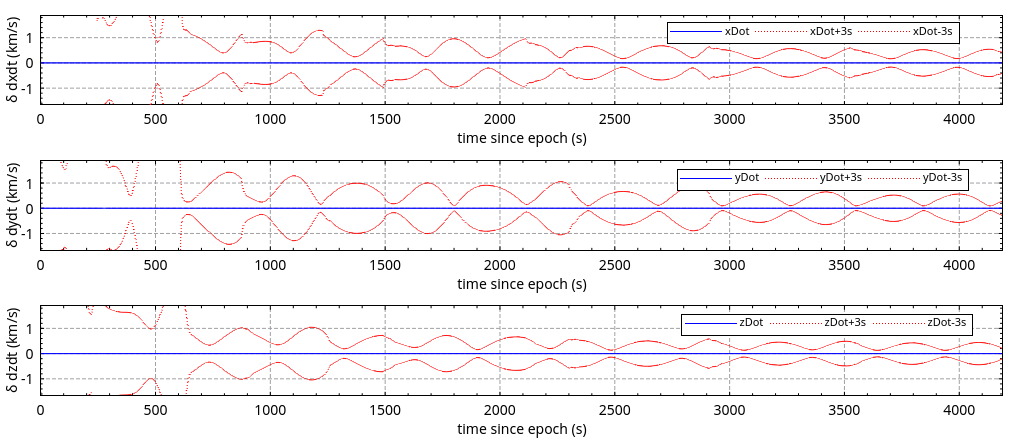 δ dxdt (km/s)
1
0
-1
xDot xDot+3s xDot-3s
0 500 1000 1500 2000 2500 3000 3500 4000
time since epoch (s)
δ dydt (km/s)
1
0
-1
yDot yDot+3s yDot-3s
0 500 1000 1500 2000 2500 3000 3500 4000
time since epoch (s)
δ dzdt (km/s)
1
0
-1
zDot zDot+3s zDot-3s
0 500 1000 1500 2000 2500 3000 3500 4000
time since epoch (s)